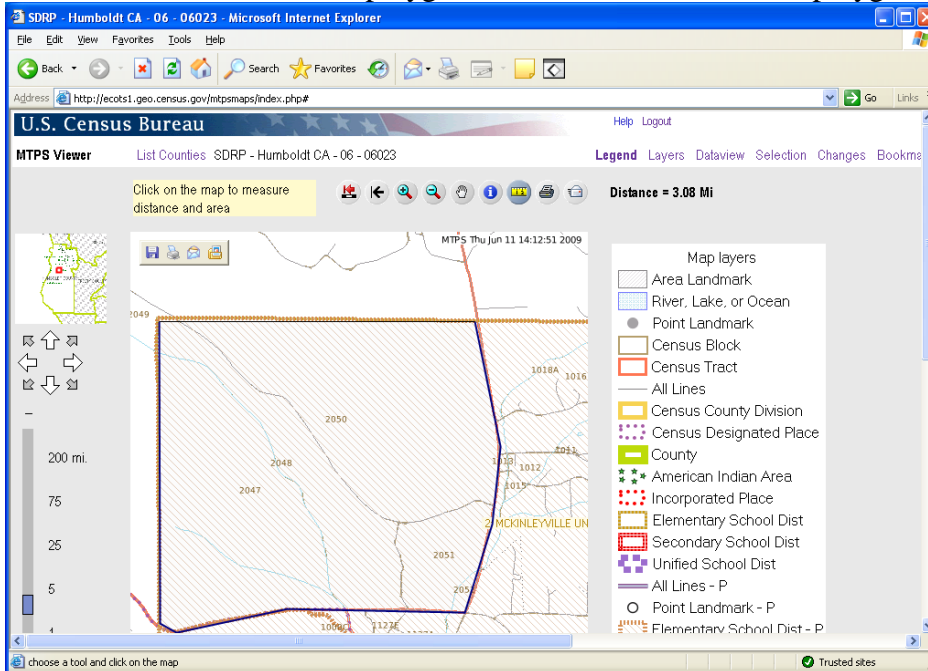 SDRP - Humboldt CA - 06 - 06023 - Microsoft Internet Explorer
File Edit View Favorites Tools Help
Back Search Favorites
Address http://ecots1.geo.census.gov/mtpsmaps/index.php# Go Links
U.S. Census Bureau Help Logout
MTPS Viewer List Counties SDRP - Humboldt CA - 06 - 06023 Legend Layers Dataview Selection Changes Bookma
Click on the map to measure
distance and area
Distance = 3.08 Mi
MTPS Thu Jun 11 14:12:51 2009
Map layers
Area Landmark
River, Lake, or Ocean
Point Landmark
Census Block
Census Tract
All Lines
Census County Division
Census Designated Place
County
American Indian Area
Incorporated Place
Elementary School Dist
Secondary School Dist
Unified School Dist
All Lines - P
Point Landmark - P
Elementary School Dist - P
2049
1018A 1016
2050
1011
2048
1013 1012
2047
1015
2 MCKINLEYVILLE UN
2051
1127E
200 mi.
75
25
5
1
choose a tool and click on the map Trusted sites